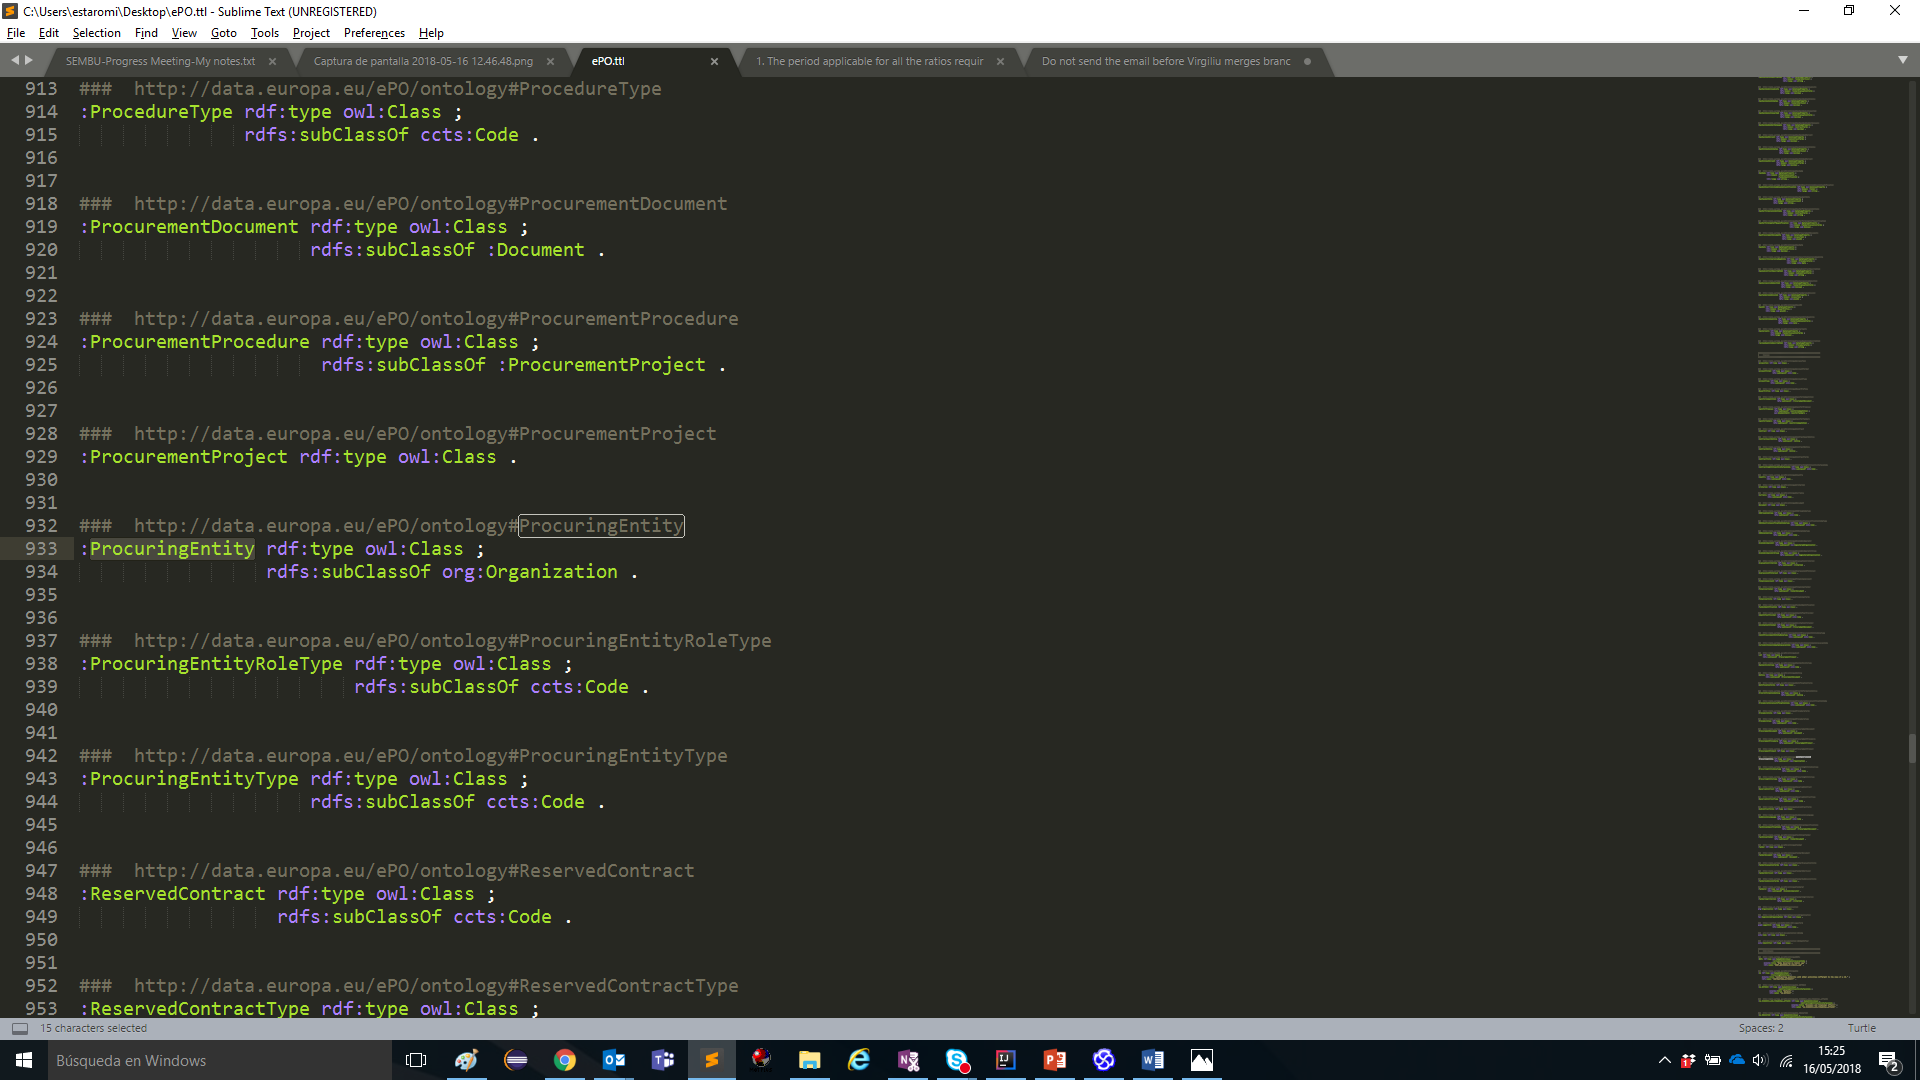 C:\Users\estaromi\Desktop\ePO.ttl - Sublime Text (UNREGISTERED)
File Edit Selection Find View Goto Tools Project Preferences Help
SEMBU-Progress Meeting-My notes.txt × Captura de pantalla 2018-05-16 12.46.48.png × ePO.ttl × 1. The period applicable for all the ratios requir × Do not send the email before Virgiliu merges branc
913 ### http://data.europa.eu/ePO/ontology#ProcedureType
914 :ProcedureType rdf:type owl:Class ;
915 rdfs:subClassOf ccts:Code .
916
917
918 ### http://data.europa.eu/ePO/ontology#ProcurementDocument
919 :ProcurementDocument rdf:type owl:Class ;
920 rdfs:subClassOf :Document .
921
922
923 ### http://data.europa.eu/ePO/ontology#ProcurementProcedure
924 :ProcurementProcedure rdf:type owl:Class ;
925 rdfs:subClassOf :ProcurementProject .
926
927
928 ### http://data.europa.eu/ePO/ontology#ProcurementProject
929 :ProcurementProject rdf:type owl:Class .
930
931
932 ### http://data.europa.eu/ePO/ontology#ProcuringEntity
933 :ProcuringEntity rdf:type owl:Class ;
934 rdfs:subClassOf org:Organization .
935
936
937 ### http://data.europa.eu/ePO/ontology#ProcuringEntityRoleType
938 :ProcuringEntityRoleType rdf:type owl:Class ;
939 rdfs:subClassOf ccts:Code .
940
941
942 ### http://data.europa.eu/ePO/ontology#ProcuringEntityType
943 :ProcuringEntityType rdf:type owl:Class ;
944 rdfs:subClassOf ccts:Code .
945
946
947 ### http://data.europa.eu/ePO/ontology#ReservedContract
948 :ReservedContract rdf:type owl:Class ;
949 rdfs:subClassOf ccts:Code .
950
951
952 ### http://data.europa.eu/ePO/ontology#ReservedContractType
953 :ReservedContractType rdf:type owl:Class ;
15 characters selected Spaces: 2 Turtle
Búsqueda en Windows
15:25
16/05/2018
2